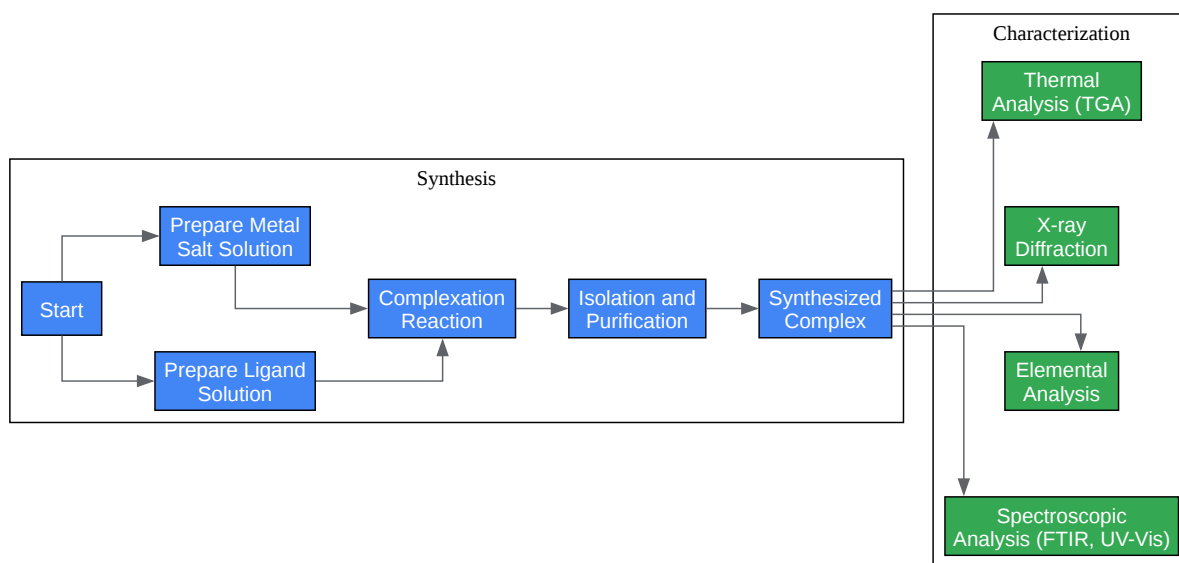 Synthesis
Start
Prepare Metal
Salt Solution
Prepare Ligand
Solution
Complexation
Reaction
Isolation and
Purification
Synthesized
Complex
Characterization
Thermal
Analysis (TGA)
X-ray
Diffraction
Elemental
Analysis
Spectroscopic
Analysis (FTIR, UV-Vis)